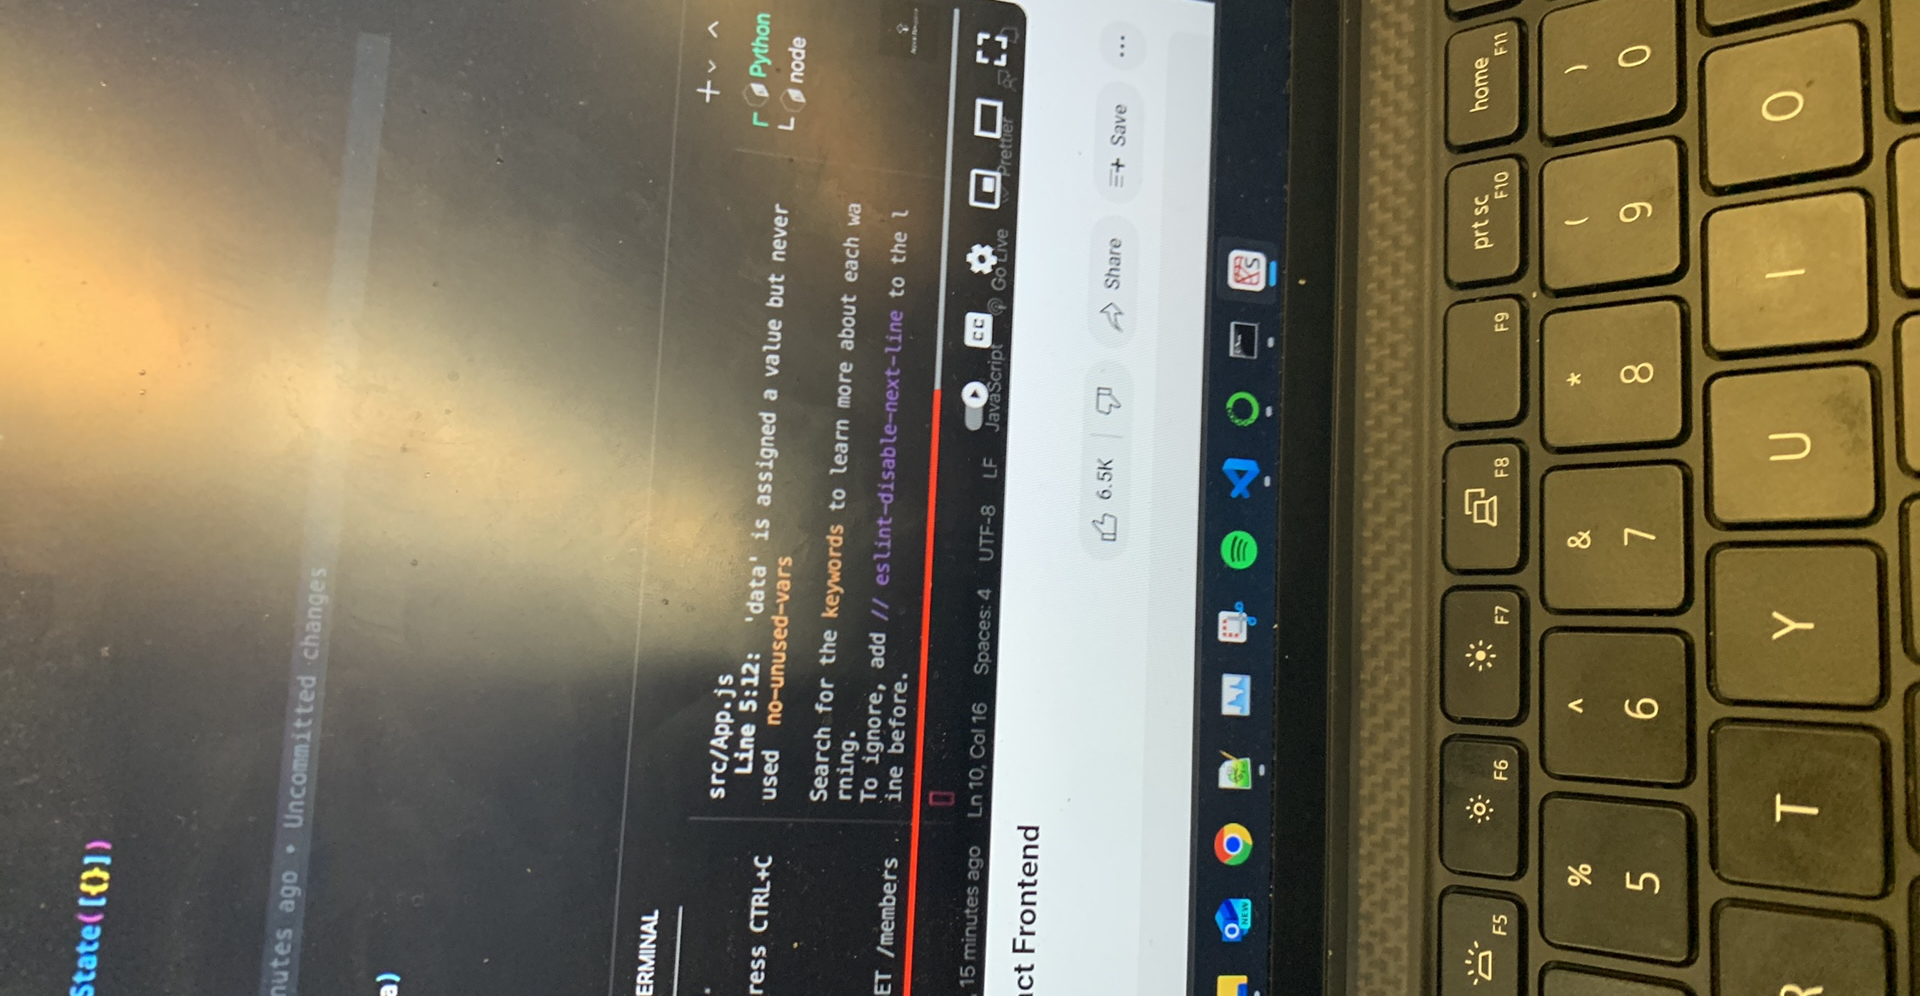 State([{}])
nutes ago • Uncommitted changes
a)
ERMINAL
ress CTRL+C
ET /members
src/App.js
Line 5:12: 'data' is assigned a value but never
used no-unused-vars
Search for the keywords to learn more about each wa
rning.
To ignore, add // eslint-disable-next-line to the l
ine before.
Python
node
15 minutes ago Ln 10, Col 16 Spaces: 4 UTF-8 LF JavaScript Go Live Prettier
CC
act Frontend
6.5K Share Save
NEW
F5 F6 F7 F8 F9 prt sc F10 home F11
% ^ & * ( )
5 6 7 8 9 0
R T Y U I O